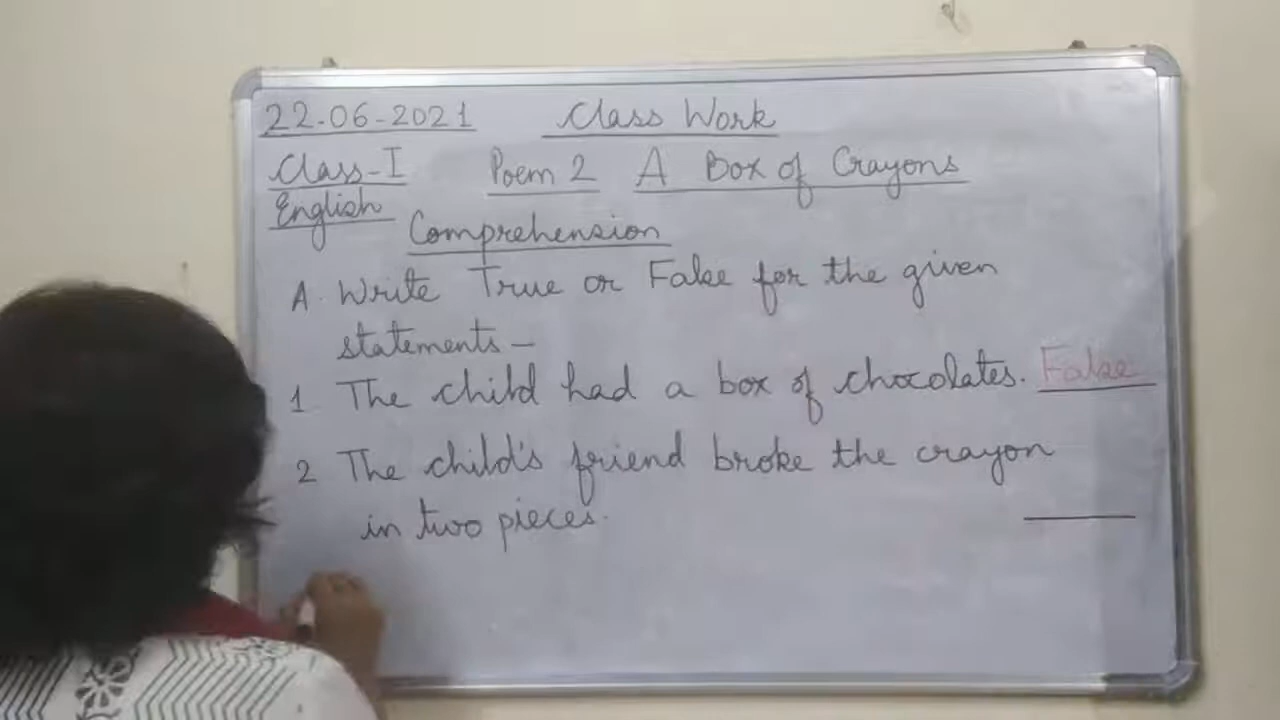 22.06-2021 Class Work
Class-I Poem 2 A Box of Crayons
English
Comprehension
A. Write True or False for the given
statements-
1 The child had a box of chocolates. False
2 The child's friend broke the crayon
in two pieces.